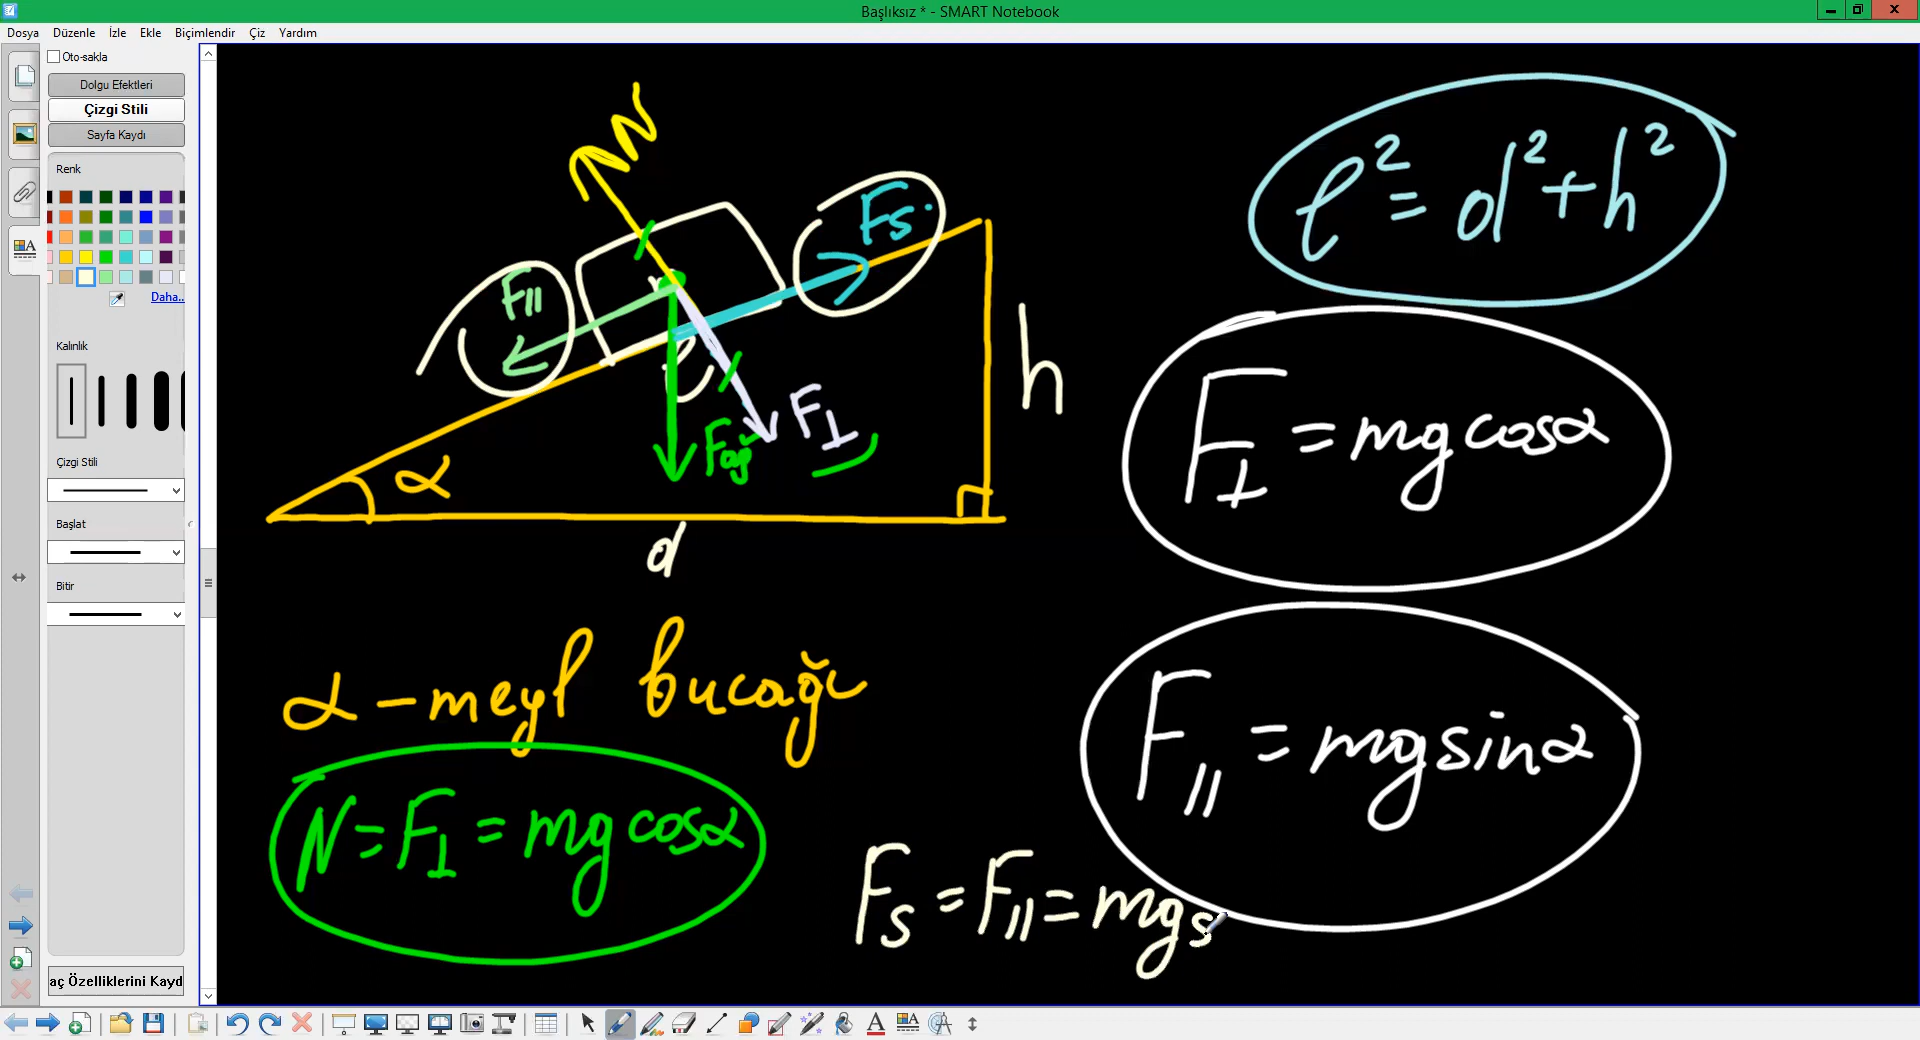 Başlıksız * - SMART Notebook
Dosya Düzenle İzle Ekle Biçimlendir Çiz Yardım
Oto-sakla
Dolgu Efektleri
Çizgi Stili
Sayfa Kaydı
Renk
Daha..
Kalınlık
Çizgi Stili
Başlat
Bitir
aç Özelliklerini Kayd
N
Fs
F||
h
l
F⊥
Fağ
α
d
α - meyl bucağı
N = F⊥ = mg cosα
l² = d² + h²
F⊥ = mg cosα
F|| = mg sinα
Fs = F|| = mgs